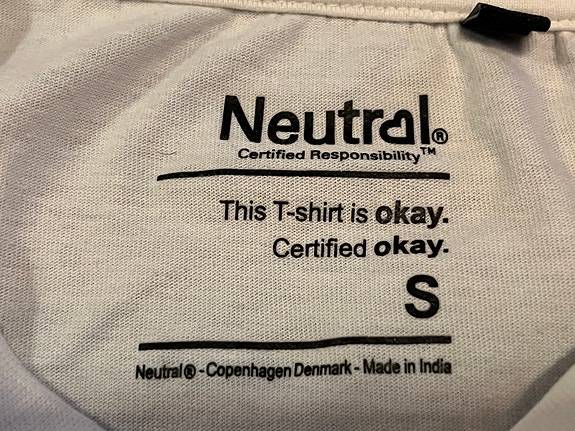 Neutral®
Certified Responsibility™
This T-shirt is okay.
Certified okay.
S
Neutral® - Copenhagen Denmark - Made in India